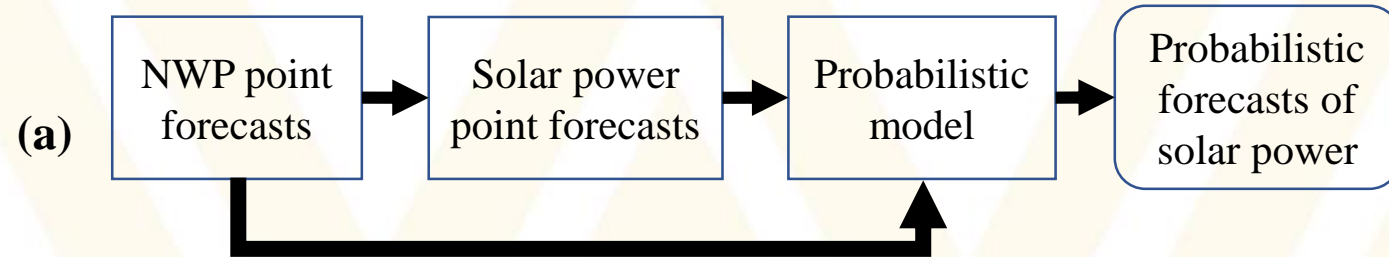 (a)
NWP point
forecasts
Solar power
point forecasts
Probabilistic
model
Probabilistic
forecasts of
solar power